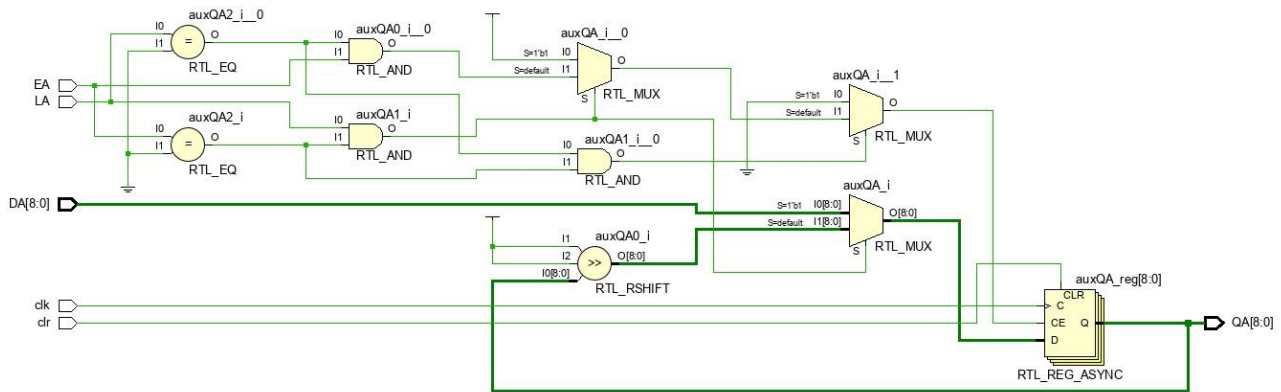 auxQA2_i__0
I0
I1
=
O
RTL_EQ
auxQA0_i__0
I0
I1
O
RTL_AND
auxQA_i__0
S=1'b1
I0
S=default
I1
O
S
RTL_MUX
auxQA_i__1
S=1'b1
I0
S=default
I1
O
S
RTL_MUX
EA
LA
auxQA2_i
I0
I1
=
O
RTL_EQ
auxQA1_i
I0
I1
O
RTL_AND
auxQA1_i__0
I0
I1
O
RTL_AND
DA[8:0]
auxQA_i
S=1'b1
I0[8:0]
S=default
I1[8:0]
O[8:0]
S
RTL_MUX
auxQA0_i
I1
I2
I0[8:0]
>>
O[8:0]
RTL_RSHIFT
clk
clr
auxQA_reg[8:0]
CLR
C
CE
D
Q
RTL_REG_ASYNC
QA[8:0]